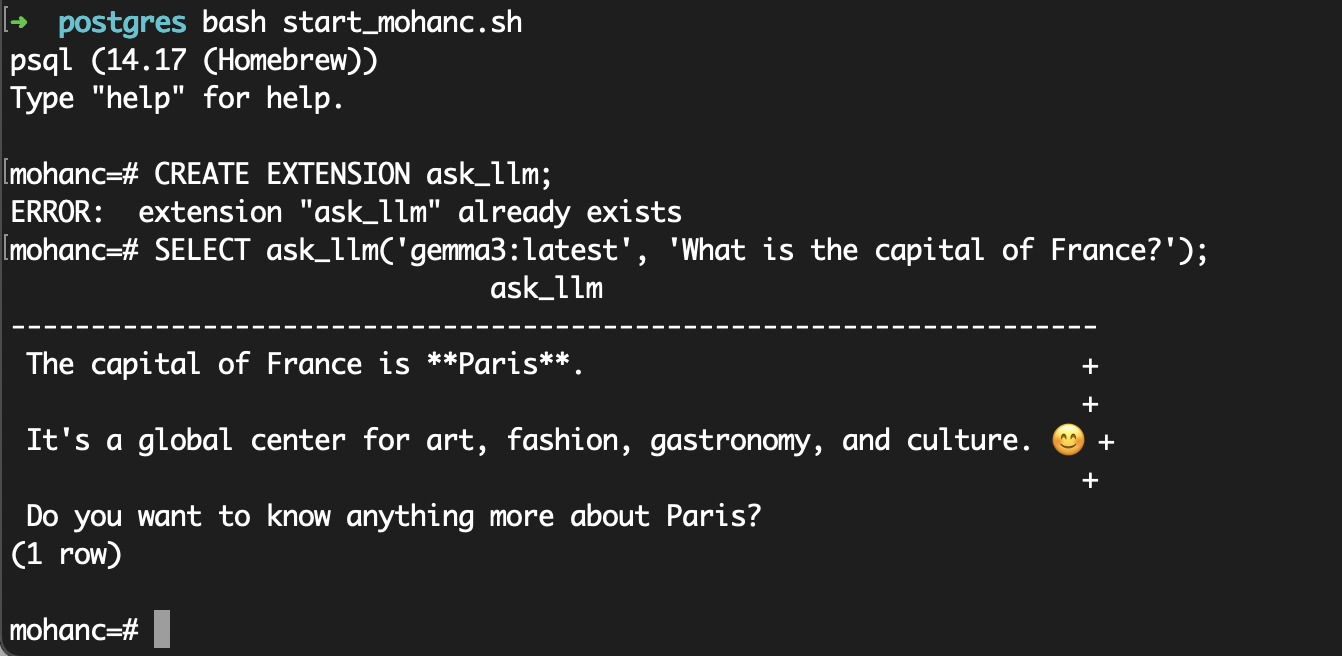 → postgres bash start_mohanc.sh
psql (14.17 (Homebrew))
Type "help" for help.
[mohanc=# CREATE EXTENSION ask_llm;
ERROR:  extension "ask_llm" already exists
[mohanc=# SELECT ask_llm('gemma3:latest', 'What is the capital of France?');
ask_llm
--------------------------------------------------------------------
The capital of France is **Paris**. +
+
It's a global center for art, fashion, gastronomy, and culture. 😊 +
+
Do you want to know anything more about Paris?
(1 row)
mohanc=#